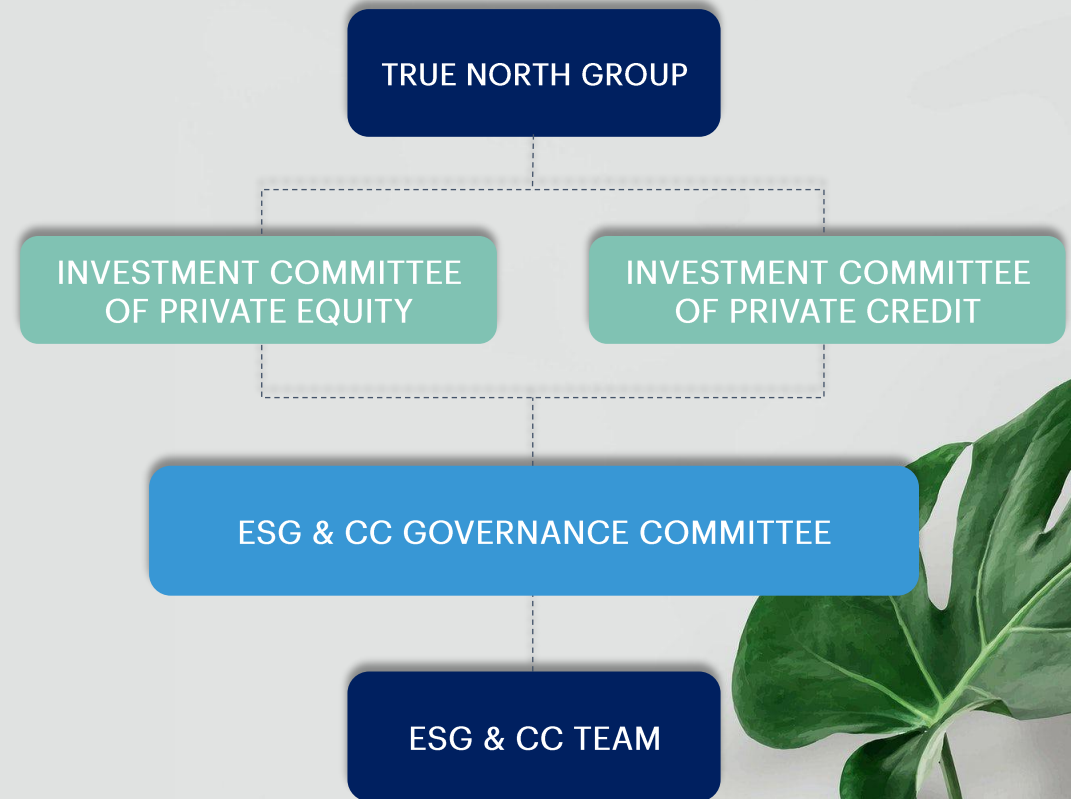 TRUE NORTH GROUP
INVESTMENT COMMITTEE
OF PRIVATE EQUITY
INVESTMENT COMMITTEE
OF PRIVATE CREDIT
ESG & CC GOVERNANCE COMMITTEE
ESG & CC TEAM